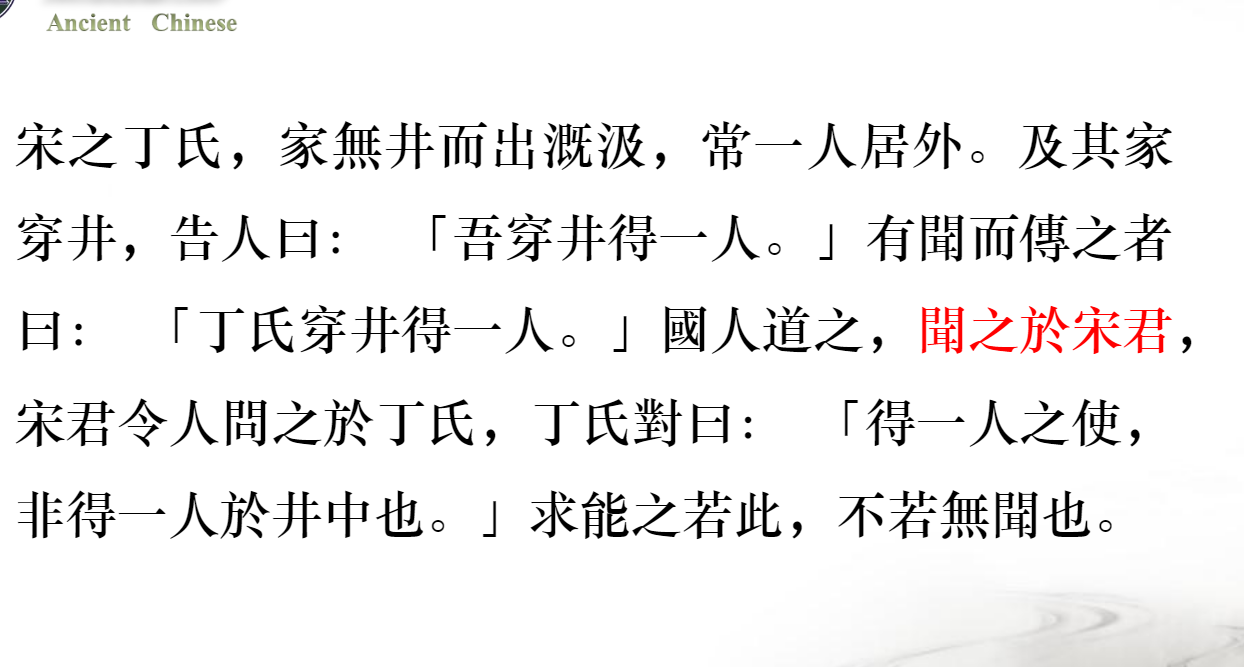 Ancient Chinese
宋之丁氏，家無井而出溉汲，常一人居外。及其家
穿井，告人曰：「吾穿井得一人。」有聞而傳之者
曰：「丁氏穿井得一人。」國人道之，聞之於宋君，
宋君令人問之於丁氏，丁氏對曰：「得一人之使，
非得一人於井中也。」求能之若此，不若無聞也。